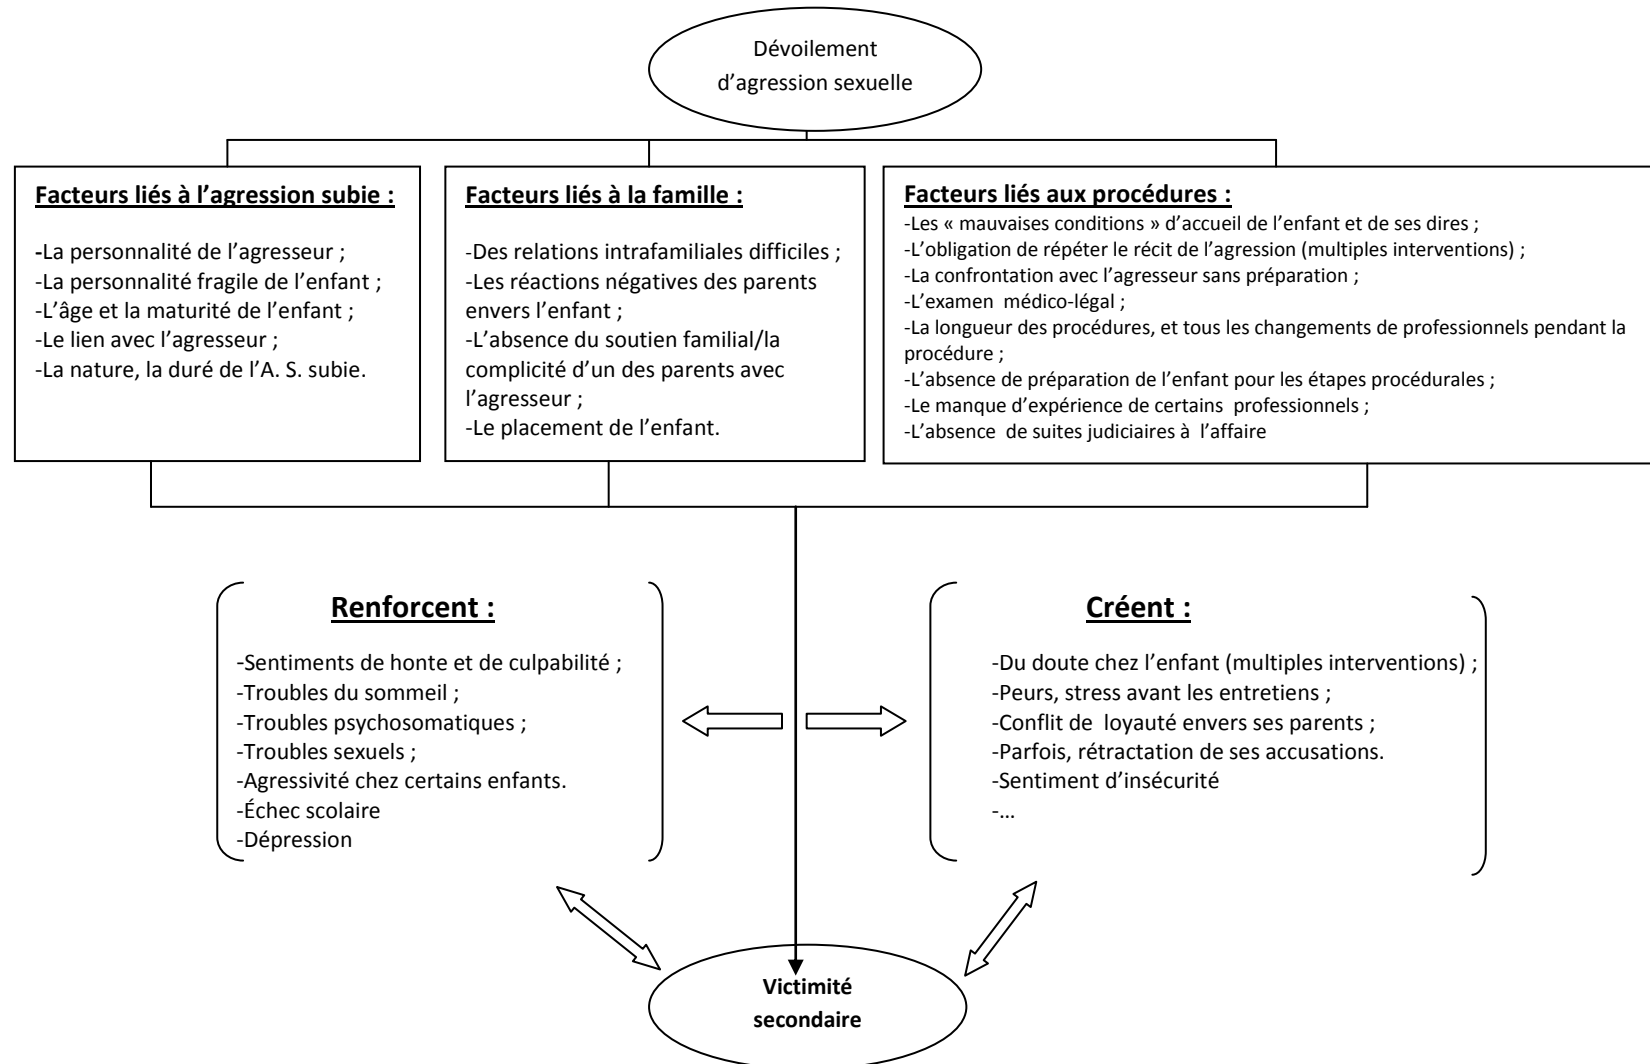 Dévoilement
d’agression sexuelle
Facteurs liés à l’agression subie :
-La personnalité de l’agresseur ;
-La personnalité fragile de l’enfant ;
-L’âge et la maturité de l’enfant ;
-Le lien avec l’agresseur ;
-La nature, la duré de l’A. S. subie.
Facteurs liés à la famille :
-Des relations intrafamiliales difficiles ;
-Les réactions négatives des parents
envers l’enfant ;
-L’absence du soutien familial/la
complicité d’un des parents avec
l’agresseur ;
-Le placement de l’enfant.
Facteurs liés aux procédures :
-Les « mauvaises conditions » d’accueil de l’enfant et de ses dires ;
-L’obligation de répéter le récit de l’agression (multiples interventions) ;
-La confrontation avec l’agresseur sans préparation ;
-L’examen médico-légal ;
-La longueur des procédures, et tous les changements de professionnels pendant la
procédure ;
-L’absence de préparation de l’enfant pour les étapes procédurales ;
-Le manque d’expérience de certains professionnels ;
-L’absence de suites judiciaires à l’affaire
Renforcent :
-Sentiments de honte et de culpabilité ;
-Troubles du sommeil ;
-Troubles psychosomatiques ;
-Troubles sexuels ;
-Agressivité chez certains enfants.
-Échec scolaire
-Dépression
Créent :
-Du doute chez l’enfant (multiples interventions) ;
-Peurs, stress avant les entretiens ;
-Conflit de loyauté envers ses parents ;
-Parfois, rétractation de ses accusations.
-Sentiment d’insécurité
-…
Victimité
secondaire